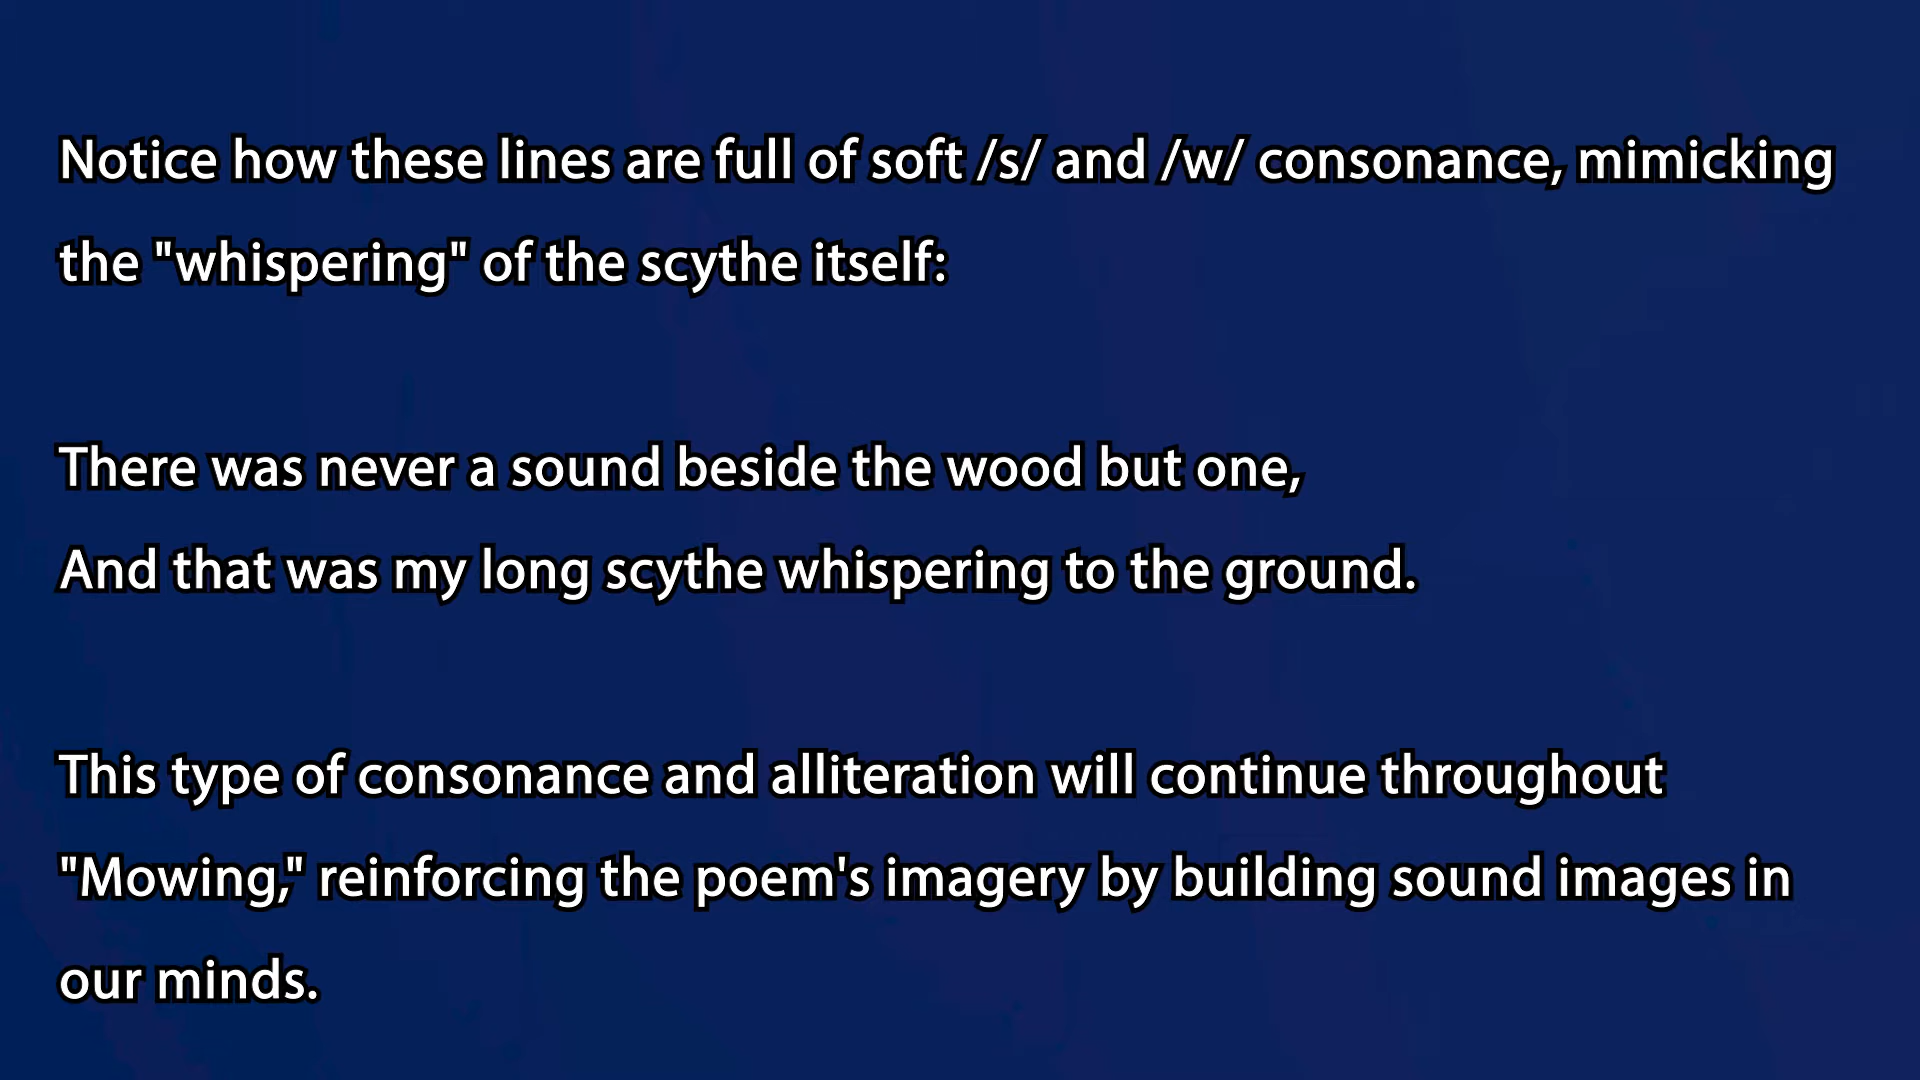 Notice how these lines are full of soft /s/ and /w/ consonance, mimicking
the "whispering" of the scythe itself:
There was never a sound beside the wood but one,
And that was my long scythe whispering to the ground.
This type of consonance and alliteration will continue throughout
"Mowing," reinforcing the poem's imagery by building sound images in
our minds.